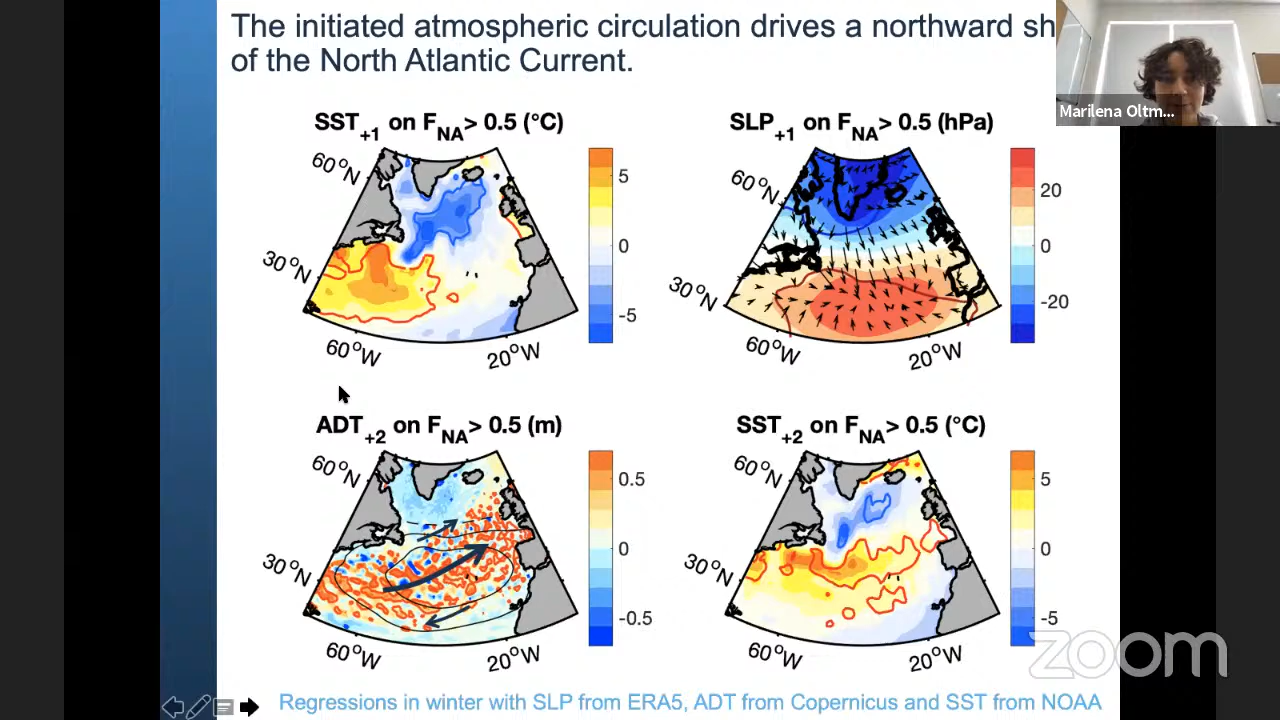 The initiated atmospheric circulation drives a northward sh
of the North Atlantic Current.
Marilena Oltm...
SST+1 on FNA> 0.5 (°C)
60°N
30°N
60°W
20°W
5
0
-5
SLP+1 on FNA> 0.5 (hPa)
60°N
30°N
60°W
20°W
20
0
-20
ADT+2 on FNA> 0.5 (m)
60°N
30°N
60°W
20°W
0.5
0
-0.5
SST+2 on FNA> 0.5 (°C)
60°N
30°N
60°W
20°W
5
0
-5
zoom
Regressions in winter with SLP from ERA5, ADT from Copernicus and SST from NOAA